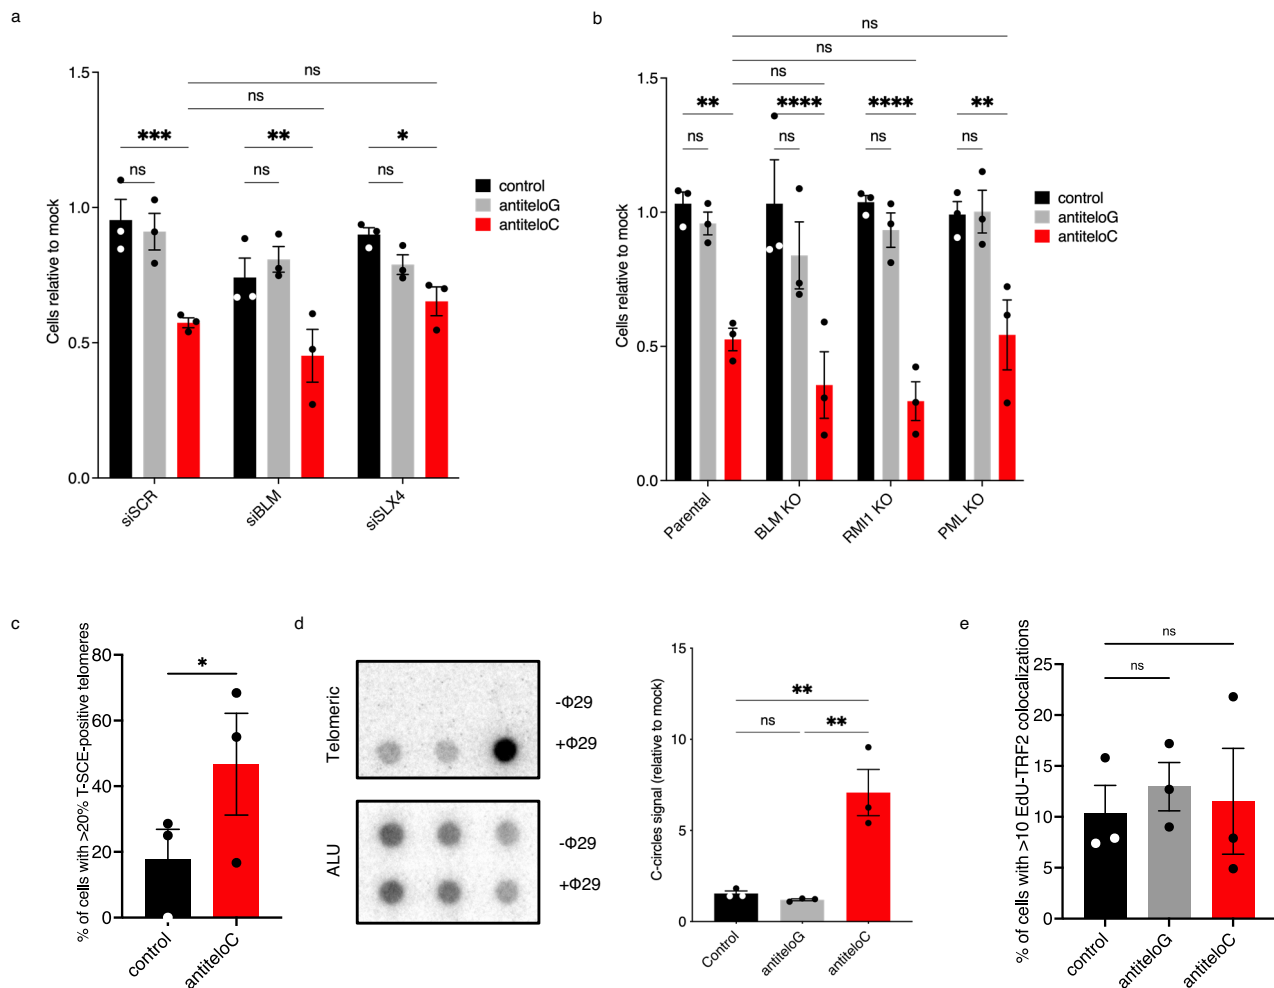 a
Cells relative to mock
1.5
1.0
0.5
0.0
ns
ns
*** ** *
ns ns ns
siSCR siBLM siSLX4
control
antiteloG
antiteloC
b
Cells relative to mock
1.5
1.0
0.5
0.0
ns
ns
ns
** **** **** **
ns ns ns ns
Parental BLM KO RMI1 KO PML KO
control
antiteloG
antiteloC
c
% of cells with >20% T-SCE-positive telomeres
80
60
40
20
0
*
control antiteloC
d
Telomeric
-Φ29
+Φ29
ALU
-Φ29
+Φ29
C-circles signal (relative to mock)
15
10
5
0
**
ns **
Control antiteloG antiteloC
e
% of cells with >10 EdU-TRF2 colocalizations
25
20
15
10
5
0
ns
ns
control antiteloG antiteloC